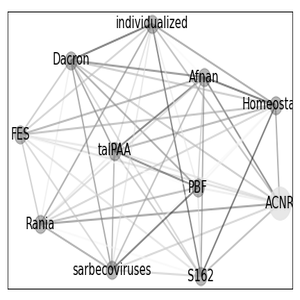 individualized
Dacron
Afnan
Homeosta
FES
talPAA
PBF
ACNR
Rania
sarbecoviruses
S162